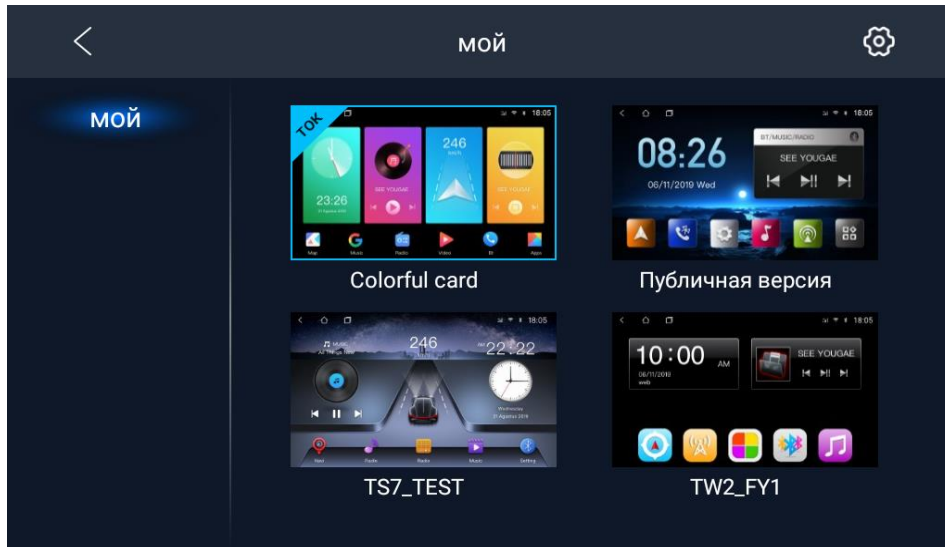 мой
мой
ТОК
18:05
246
23:26
SEE YOUGAE
SEE YOUGAE
Map
Music
Radio
Video
Bt
Apps
Colorful card
18:05
08:26
06/11/2019 Wed
BT/MUSIC/RADIO
SEE YOUGAE
Публичная версия
18:05
MUSIC
246
22:22
Wednesday
Navi
Radio
Radio
Music
Setting
TS7_TEST
18:05
10:00 AM
06/11/2019
web
SEE YOUGAE
TW2_FY1